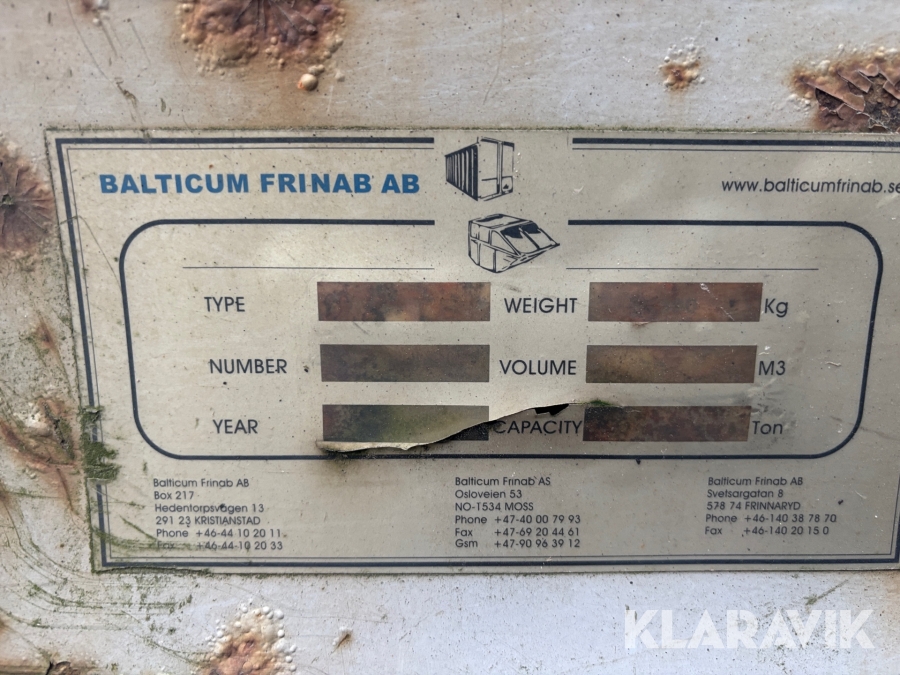 BALTICUM FRINAB AB
www.balticumfrinab.se
TYPE
WEIGHT Kg
NUMBER
VOLUME M3
YEAR
CAPACITY Ton
Balticum Frinab AB
Box 217
Hedentorpsvägen 13
291 23 KRISTIANSTAD
Phone +46-44 10 20 11
Fax +46-44-10 20 33
Balticum Frinab AS
Osloveien 53
NO-1534 MOSS
Phone +47-40 00 79 93
Fax +47-69 20 44 61
Gsm +47-90 96 39 12
Balticum Frinab AB
Svetsargatan 8
578 74 FRINNARYD
Phone +46-140 38 78 70
Fax +46-140 20 15 0
KLARAVIK